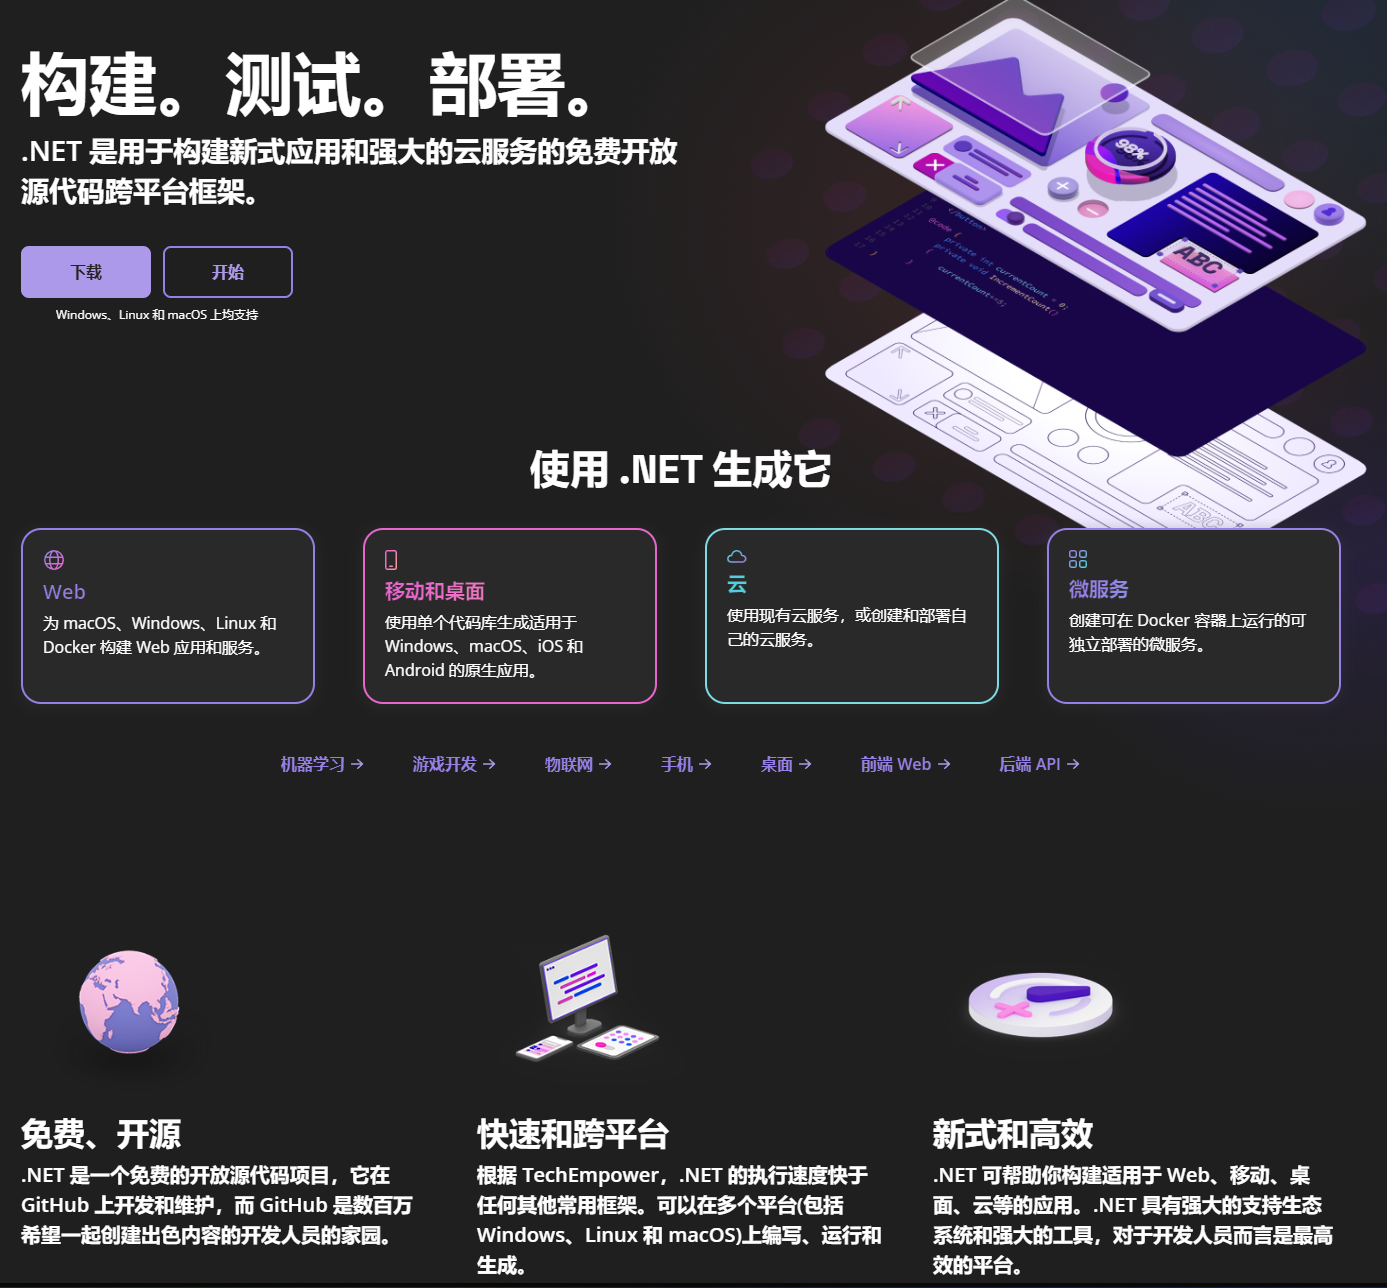 构建。测试。部署。
.NET 是用于构建新式应用和强大的云服务的免费开放
源代码跨平台框架。
下载
开始
Windows、Linux 和 macOS 上均支持
98%
ABC
</button>
@code {
private int currentCount = 0;
private void IncrementCount()
{
currentCount++;
}
}
ABC
使用 .NET 生成它
Web
为 macOS、Windows、Linux 和
Docker 构建 Web 应用和服务。
移动和桌面
使用单个代码库生成适用于
Windows、macOS、iOS 和
Android 的原生应用。
云
使用现有云服务，或创建和部署自
己的云服务。
微服务
创建可在 Docker 容器上运行的可
独立部署的微服务。
机器学习 →
游戏开发 →
物联网 →
手机 →
桌面 →
前端 Web →
后端 API →
免费、开源
.NET 是一个免费的开放源代码项目，它在
GitHub 上开发和维护，而 GitHub 是数百万
希望一起创建出色内容的开发人员的家园。
快速和跨平台
根据 TechEmpower，.NET 的执行速度快于
任何其他常用框架。可以在多个平台(包括
Windows、Linux 和 macOS)上编写、运行和
生成。
新式和高效
.NET 可帮助你构建适用于 Web、移动、桌
面、云等的应用。.NET 具有强大的支持生态
系统和强大的工具，对于开发人员而言是最高
效的平台。